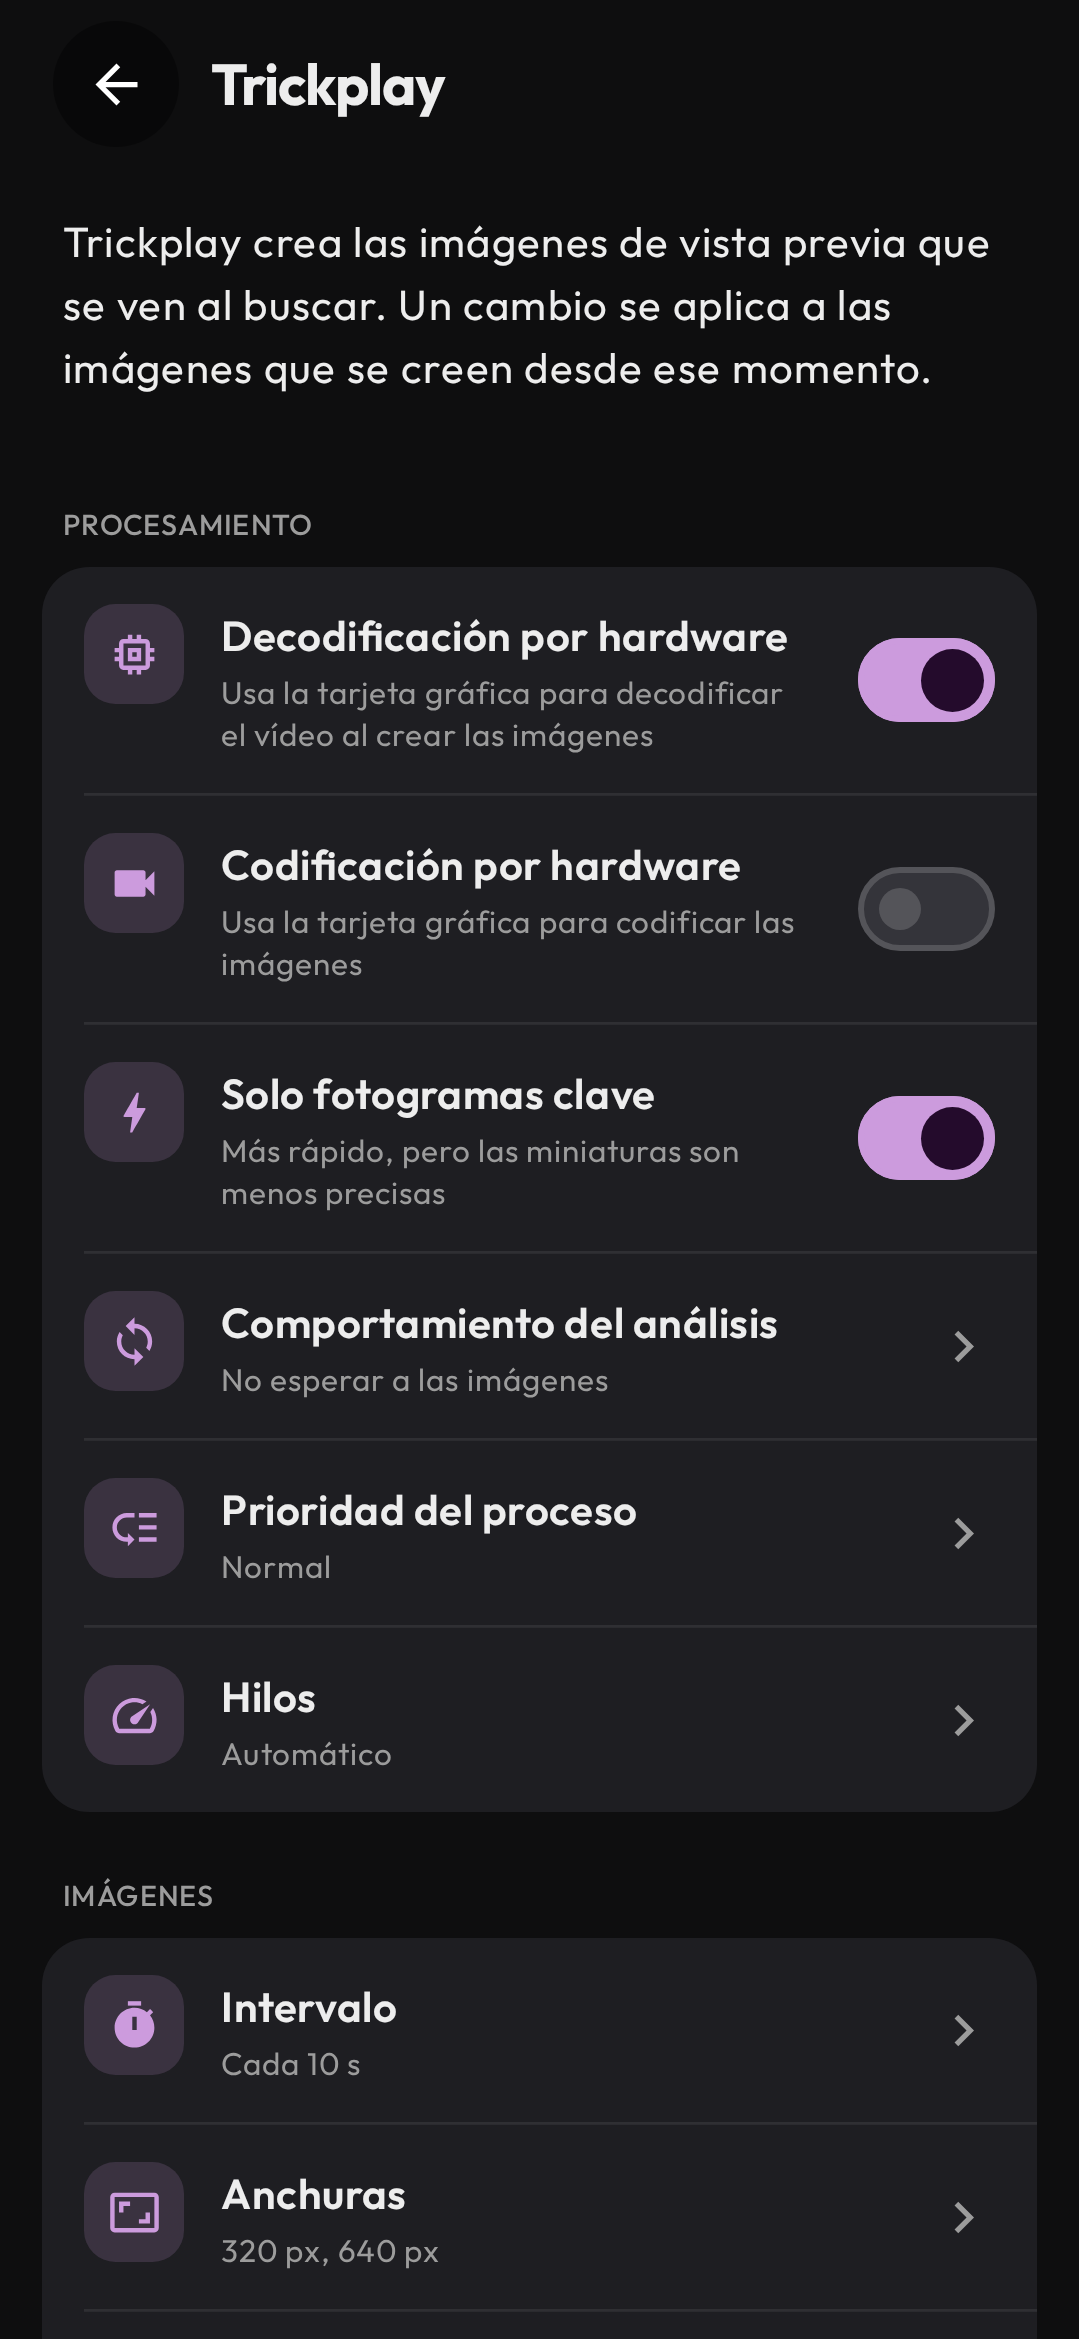 Trickplay
Trickplay crea las imágenes de vista previa que
se ven al buscar. Un cambio se aplica a las
imágenes que se creen desde ese momento.
PROCESAMIENTO
Decodificación por hardware
Usa la tarjeta gráfica para decodificar
el vídeo al crear las imágenes
Codificación por hardware
Usa la tarjeta gráfica para codificar las
imágenes
Solo fotogramas clave
Más rápido, pero las miniaturas son
menos precisas
Comportamiento del análisis
No esperar a las imágenes
Prioridad del proceso
Normal
Hilos
Automático
IMÁGENES
Intervalo
Cada 10 s
Anchuras
320 px, 640 px